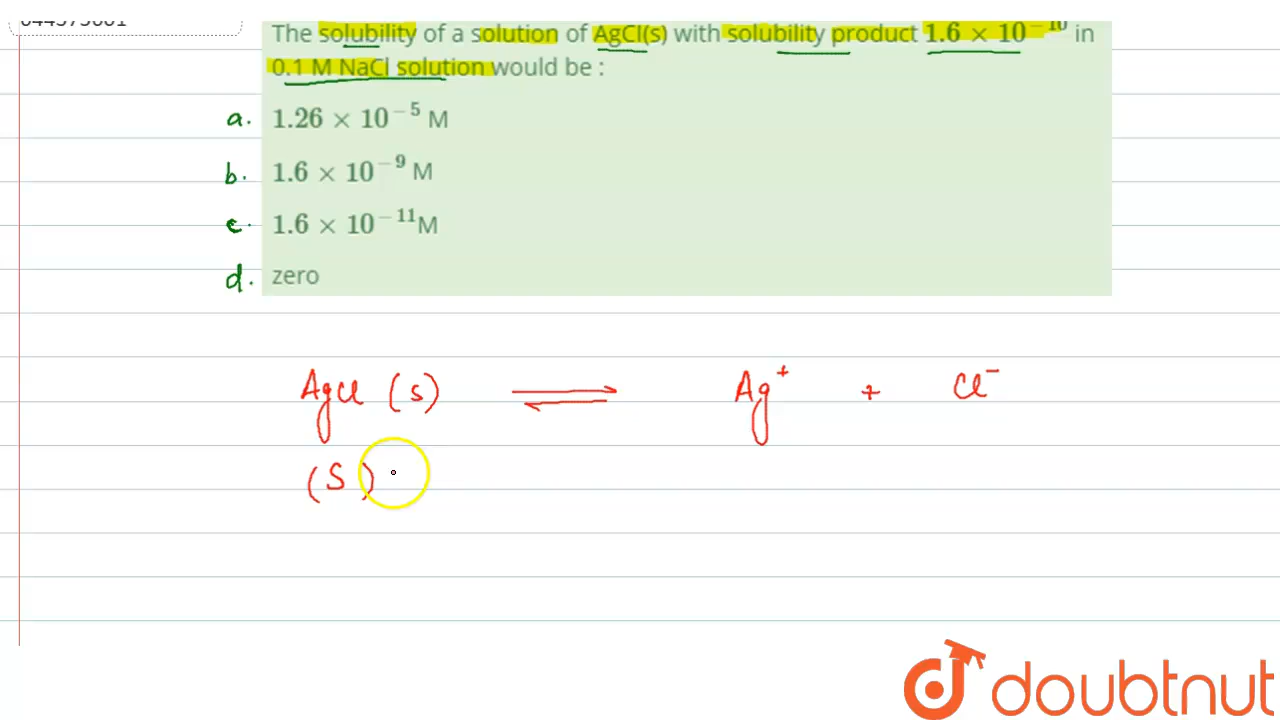 The solubility of a solution of AgCl(s) with solubility product 1.6 × 10⁻¹⁰ in
0.1 M NaCl solution would be :
a. 1.26 × 10⁻⁵ M
b. 1.6 × 10⁻⁹ M
c. 1.6 × 10⁻¹¹M
d. zero
AgCl (s) ⇌ Ag⁺ + Cl⁻
(S)
doubtnut